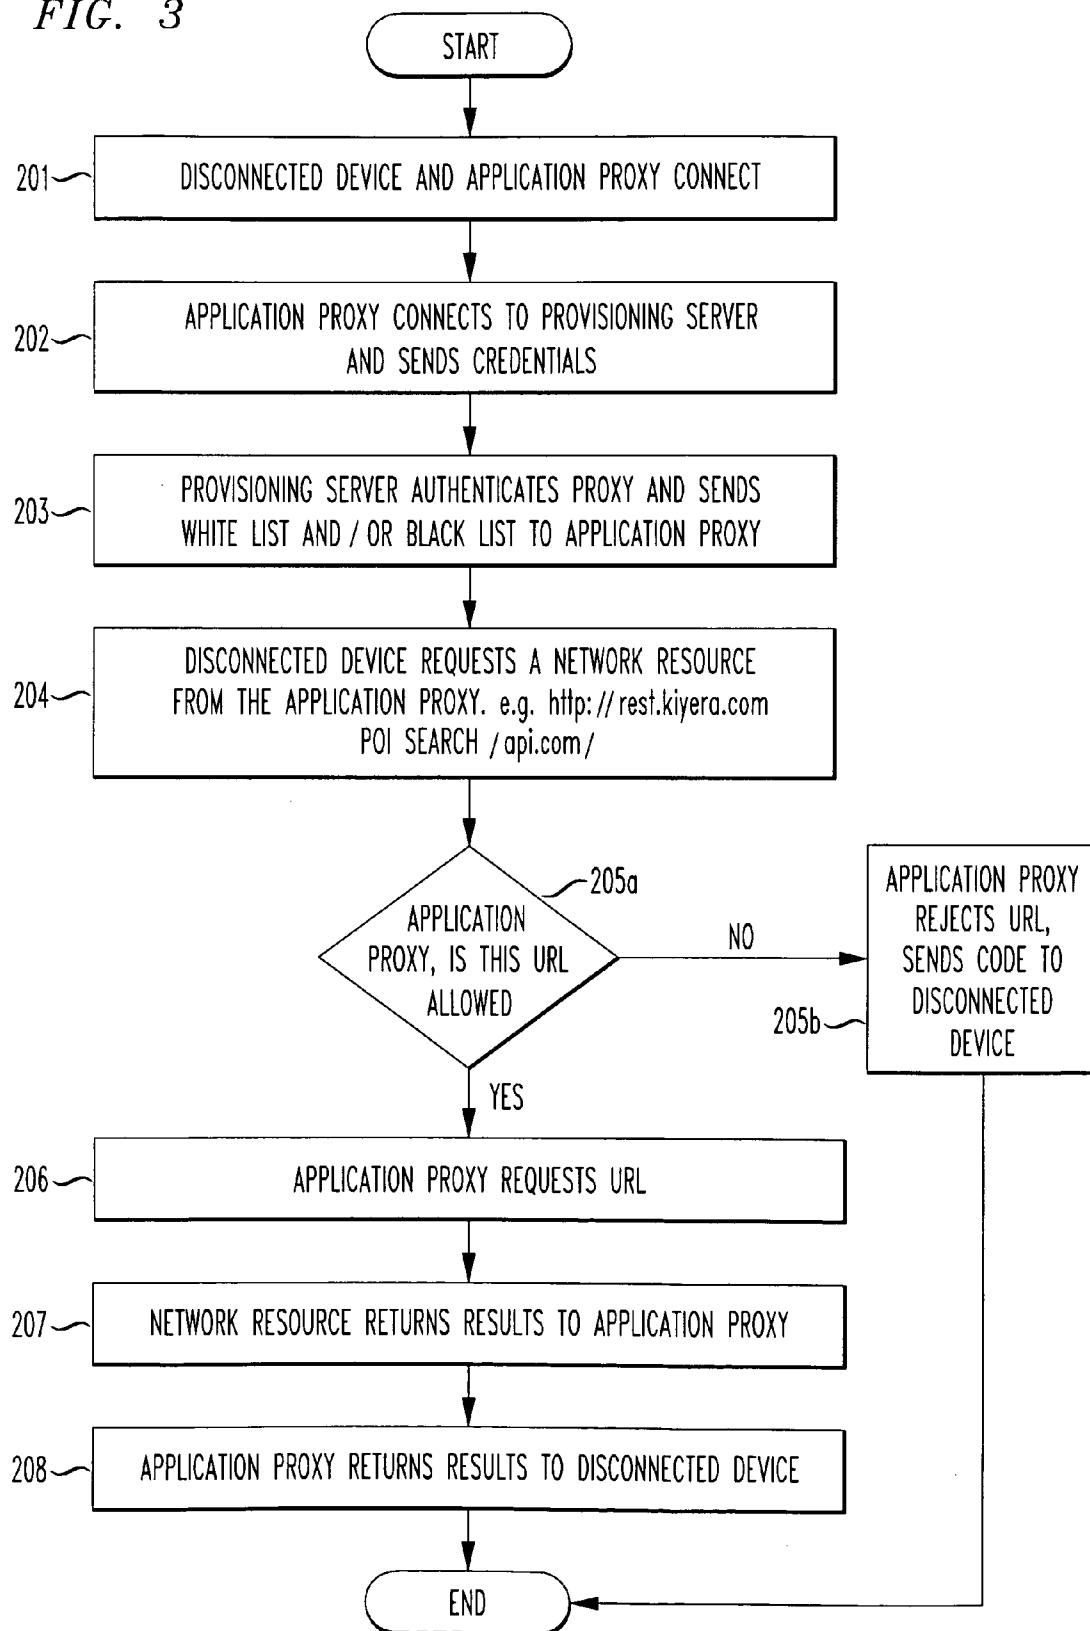 FIG. 3
START
201
DISCONNECTED DEVICE AND APPLICATION PROXY CONNECT
202
APPLICATION PROXY CONNECTS TO PROVISIONING SERVER
AND SENDS CREDENTIALS
203
PROVISIONING SERVER AUTHENTICATES PROXY AND SENDS
WHITE LIST AND / OR BLACK LIST TO APPLICATION PROXY
204
DISCONNECTED DEVICE REQUESTS A NETWORK RESOURCE
FROM THE APPLICATION PROXY. e.g. http://rest.kiyera.com
POI SEARCH /api.com/
205a
APPLICATION
PROXY, IS THIS URL
ALLOWED
NO
205b
APPLICATION PROXY
REJECTS URL,
SENDS CODE TO
DISCONNECTED
DEVICE
YES
206
APPLICATION PROXY REQUESTS URL
207
NETWORK RESOURCE RETURNS RESULTS TO APPLICATION PROXY
208
APPLICATION PROXY RETURNS RESULTS TO DISCONNECTED DEVICE
END